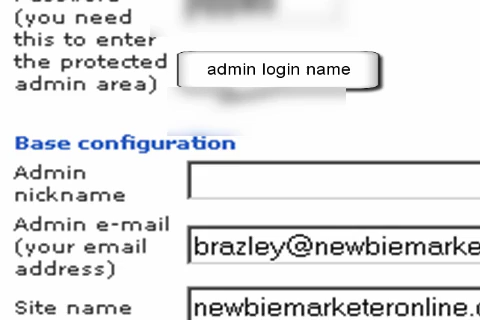 (you need
this to enter
the protected
admin area)
admin login name
Base configuration
Admin
nickname
Admin e-mail
(your email
address)
brazley@newbiemarke
Site name
newbiemarketeronline.